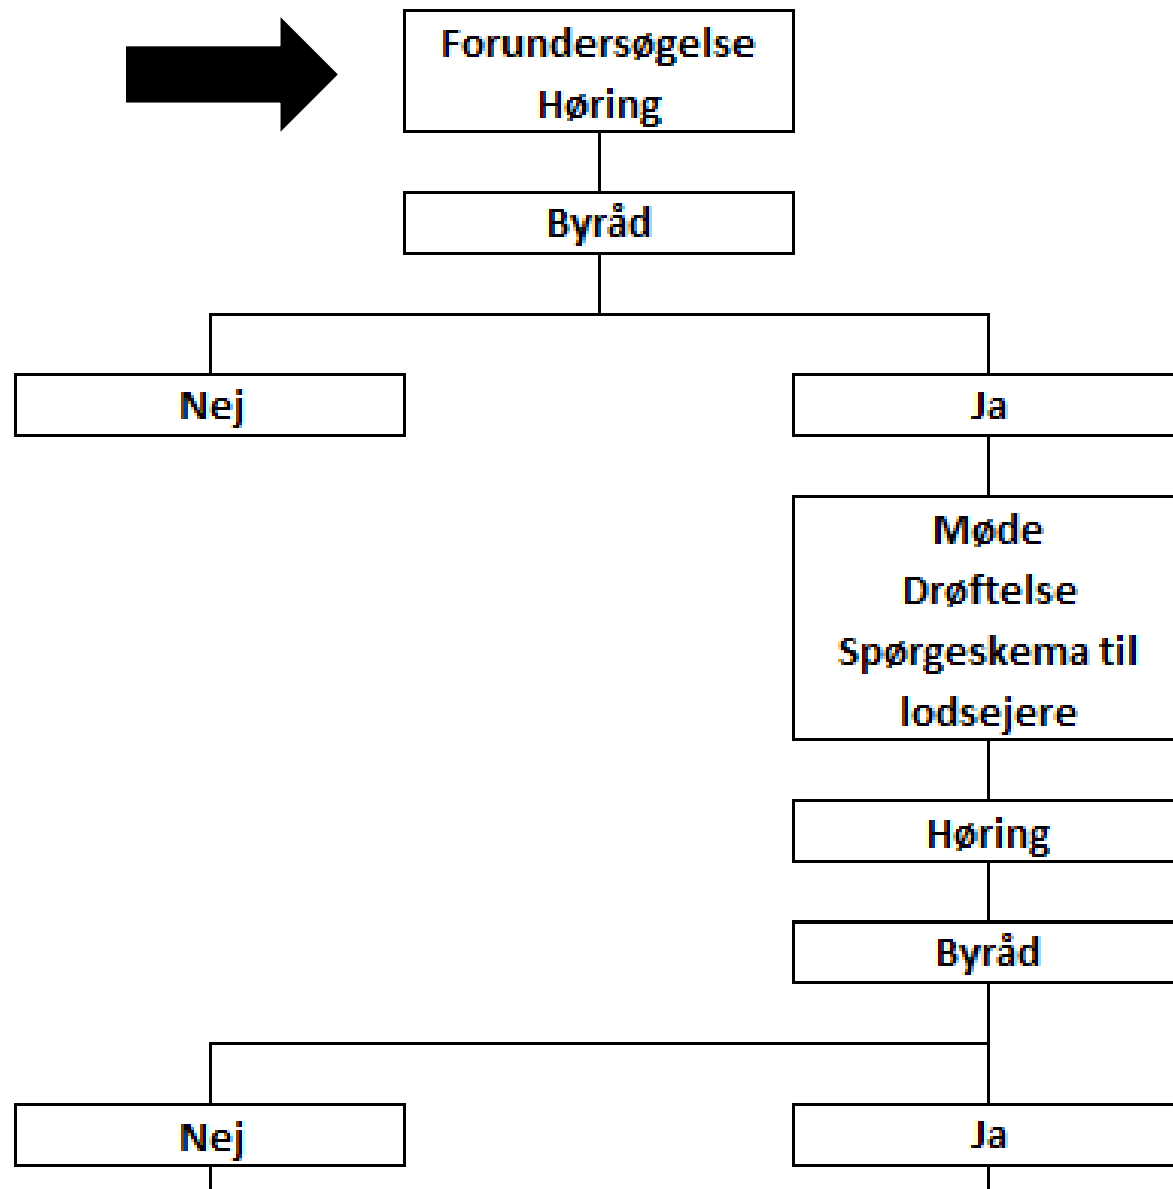 Forundersøgelse
Høring
Byråd
Nej
Ja
Møde
Drøftelse
Spørgeskema til
lodsejere
Høring
Byråd
Nej
Ja